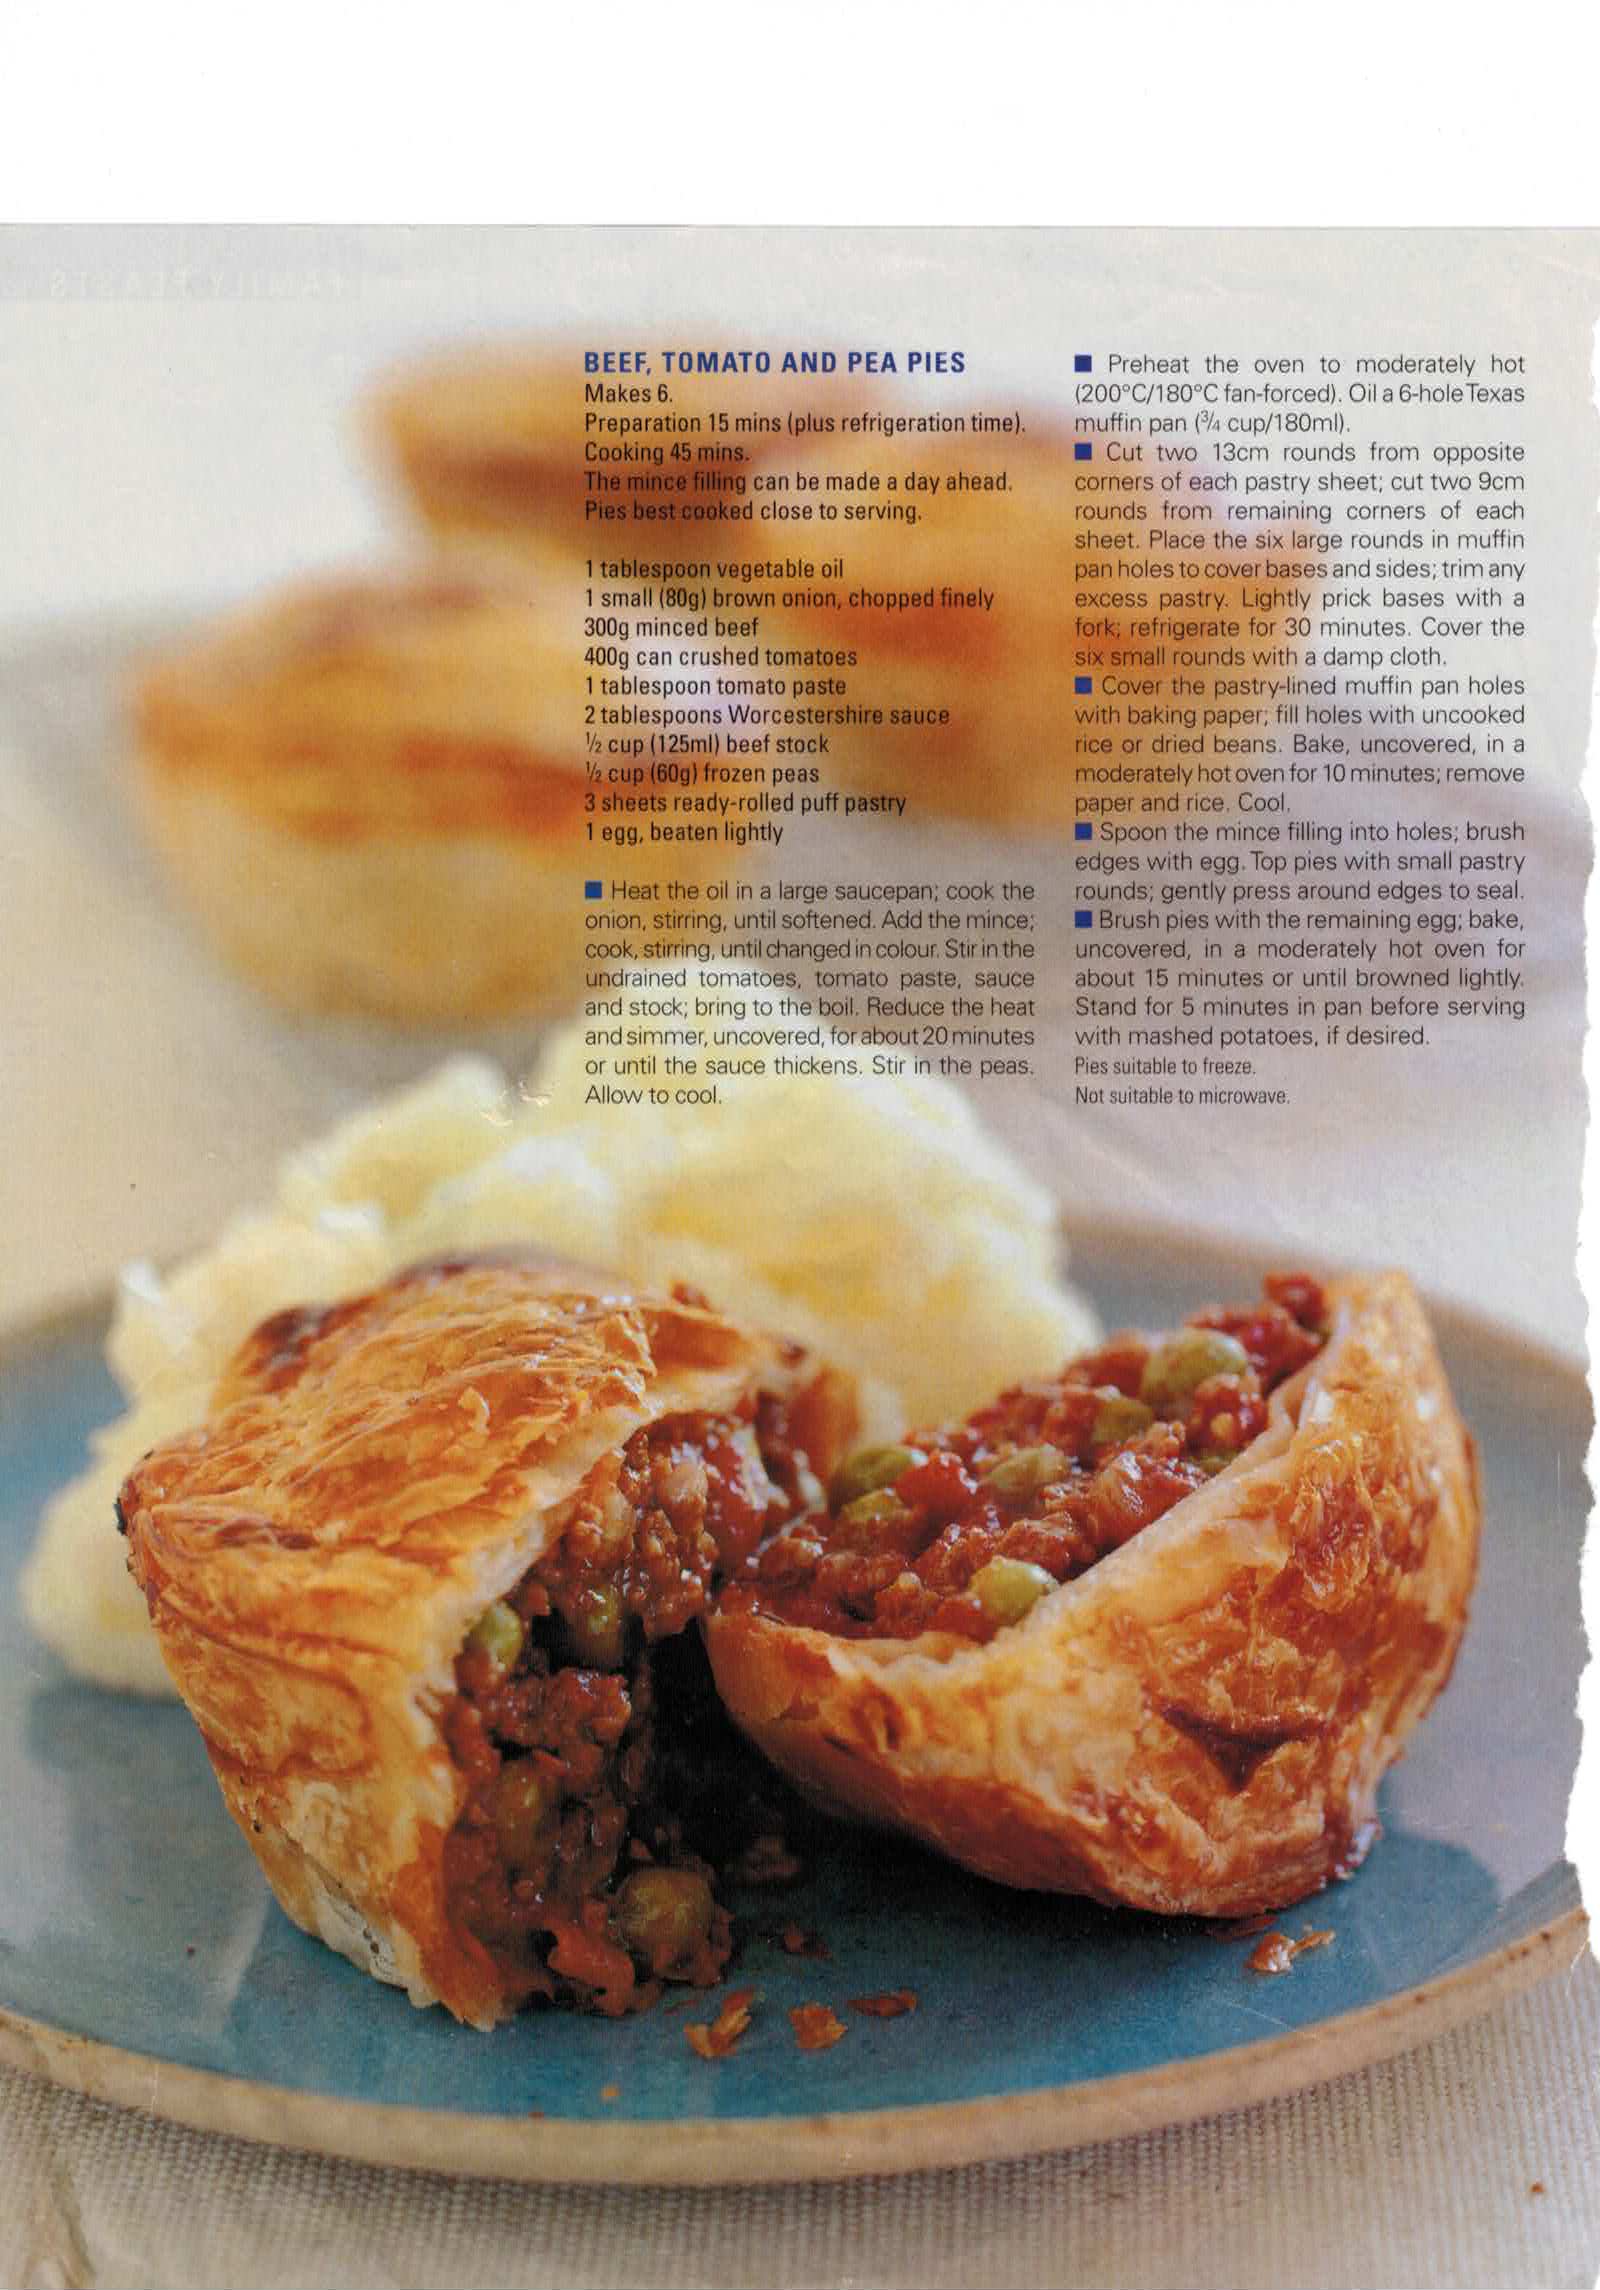 BEEF, TOMATO AND PEA PIES
Makes 6.
Preparation 15 mins (plus refrigeration time).
Cooking 45 mins.
The mince filling can be made a day ahead.
Pies best cooked close to serving.
1 tablespoon vegetable oil
1 small (80g) brown onion, chopped finely
300g minced beef
400g can crushed tomatoes
1 tablespoon tomato paste
2 tablespoons Worcestershire sauce
½ cup (125ml) beef stock
½ cup (60g) frozen peas
3 sheets ready-rolled puff pastry
1 egg, beaten lightly
■ Heat the oil in a large saucepan; cook the
onion, stirring, until softened. Add the mince;
cook, stirring, until changed in colour. Stir in the
undrained tomatoes, tomato paste, sauce
and stock; bring to the boil. Reduce the heat
and simmer, uncovered, for about 20 minutes
or until the sauce thickens. Stir in the peas.
Allow to cool.
■ Preheat the oven to moderately hot
(200°C/180°C fan-forced). Oil a 6-hole Texas
muffin pan (¾ cup/180ml).
■ Cut two 13cm rounds from opposite
corners of each pastry sheet; cut two 9cm
rounds from remaining corners of each
sheet. Place the six large rounds in muffin
pan holes to cover bases and sides; trim any
excess pastry. Lightly prick bases with a
fork; refrigerate for 30 minutes. Cover the
six small rounds with a damp cloth.
■ Cover the pastry-lined muffin pan holes
with baking paper; fill holes with uncooked
rice or dried beans. Bake, uncovered, in a
moderately hot oven for 10 minutes; remove
paper and rice. Cool.
■ Spoon the mince filling into holes; brush
edges with egg. Top pies with small pastry
rounds; gently press around edges to seal.
■ Brush pies with the remaining egg; bake,
uncovered, in a moderately hot oven for
about 15 minutes or until browned lightly.
Stand for 5 minutes in pan before serving
with mashed potatoes, if desired.
Pies suitable to freeze.
Not suitable to microwave.